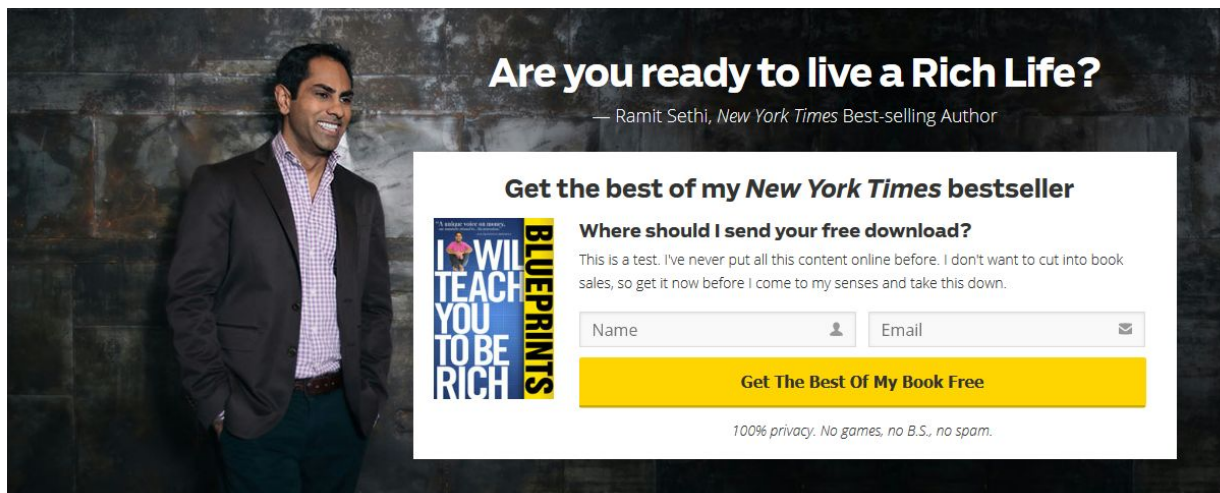 Are you ready to live a Rich Life?
— Ramit Sethi, New York Times Best-selling Author
Get the best of my New York Times bestseller
"A unique voice on money,
I WILL
TEACH
YOU
TO BE
RICH
BLUEPRINTS
Where should I send your free download?
This is a test. I've never put all this content online before. I don't want to cut into book
sales, so get it now before I come to my senses and take this down.
Name
Email
Get The Best Of My Book Free
100% privacy. No games, no B.S., no spam.